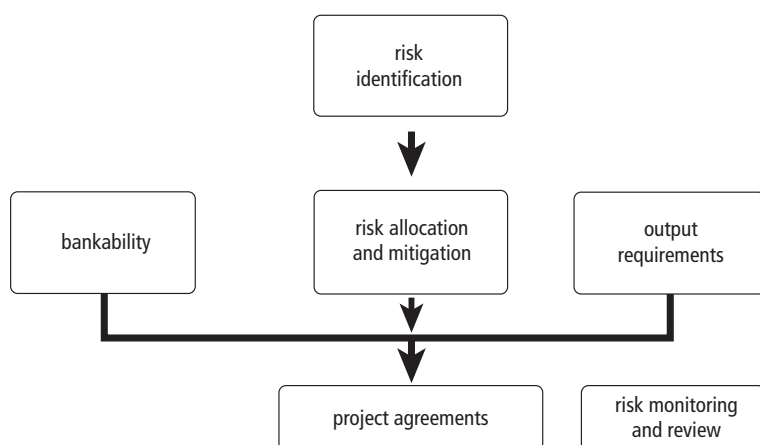 risk
identification
bankability
risk allocation
and mitigation
output
requirements
project agreements
risk monitoring
and review